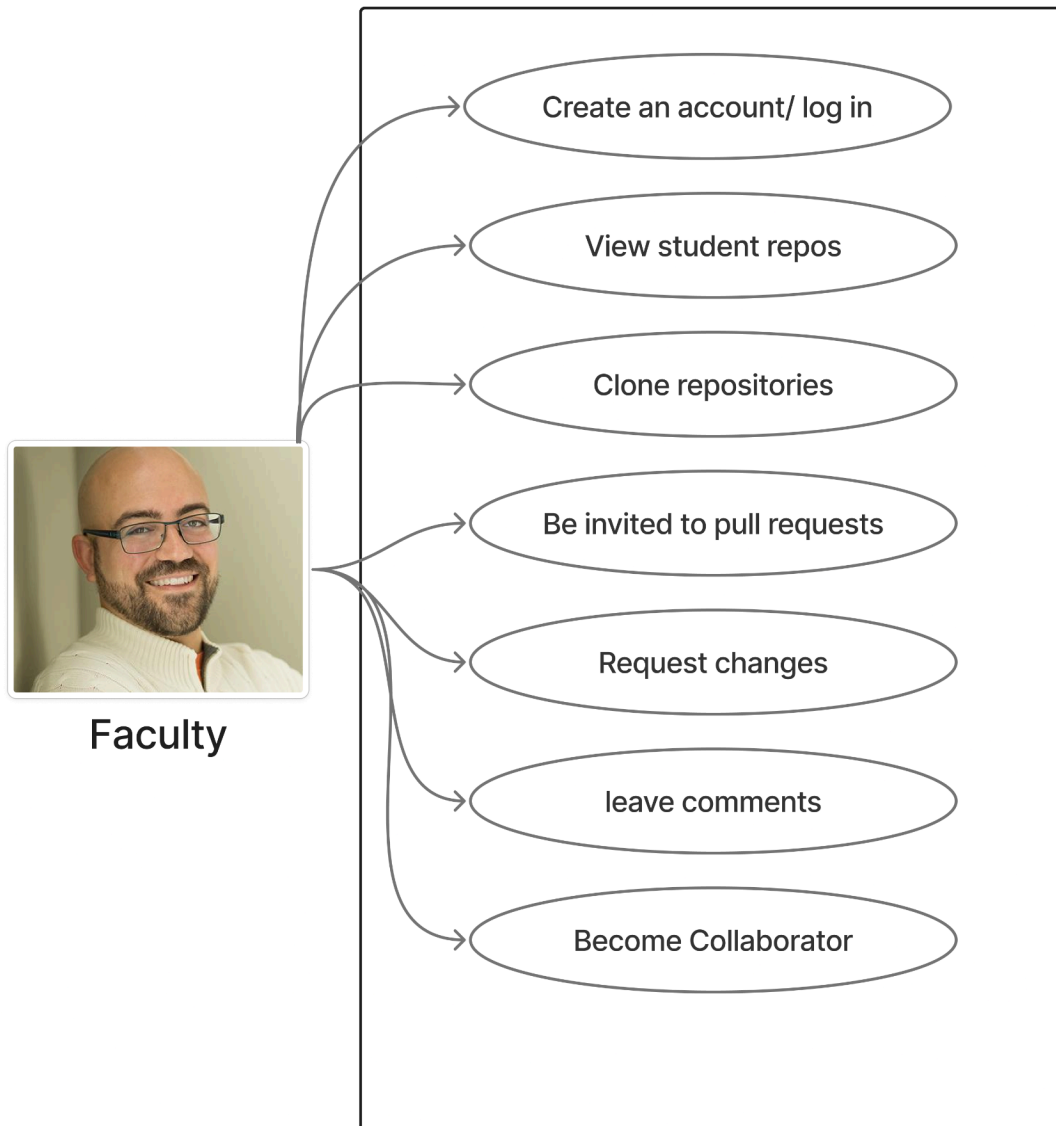 Create an account/ log in
View student repos
Clone repositories
Be invited to pull requests
Request changes
Faculty
leave comments
Become Collaborator